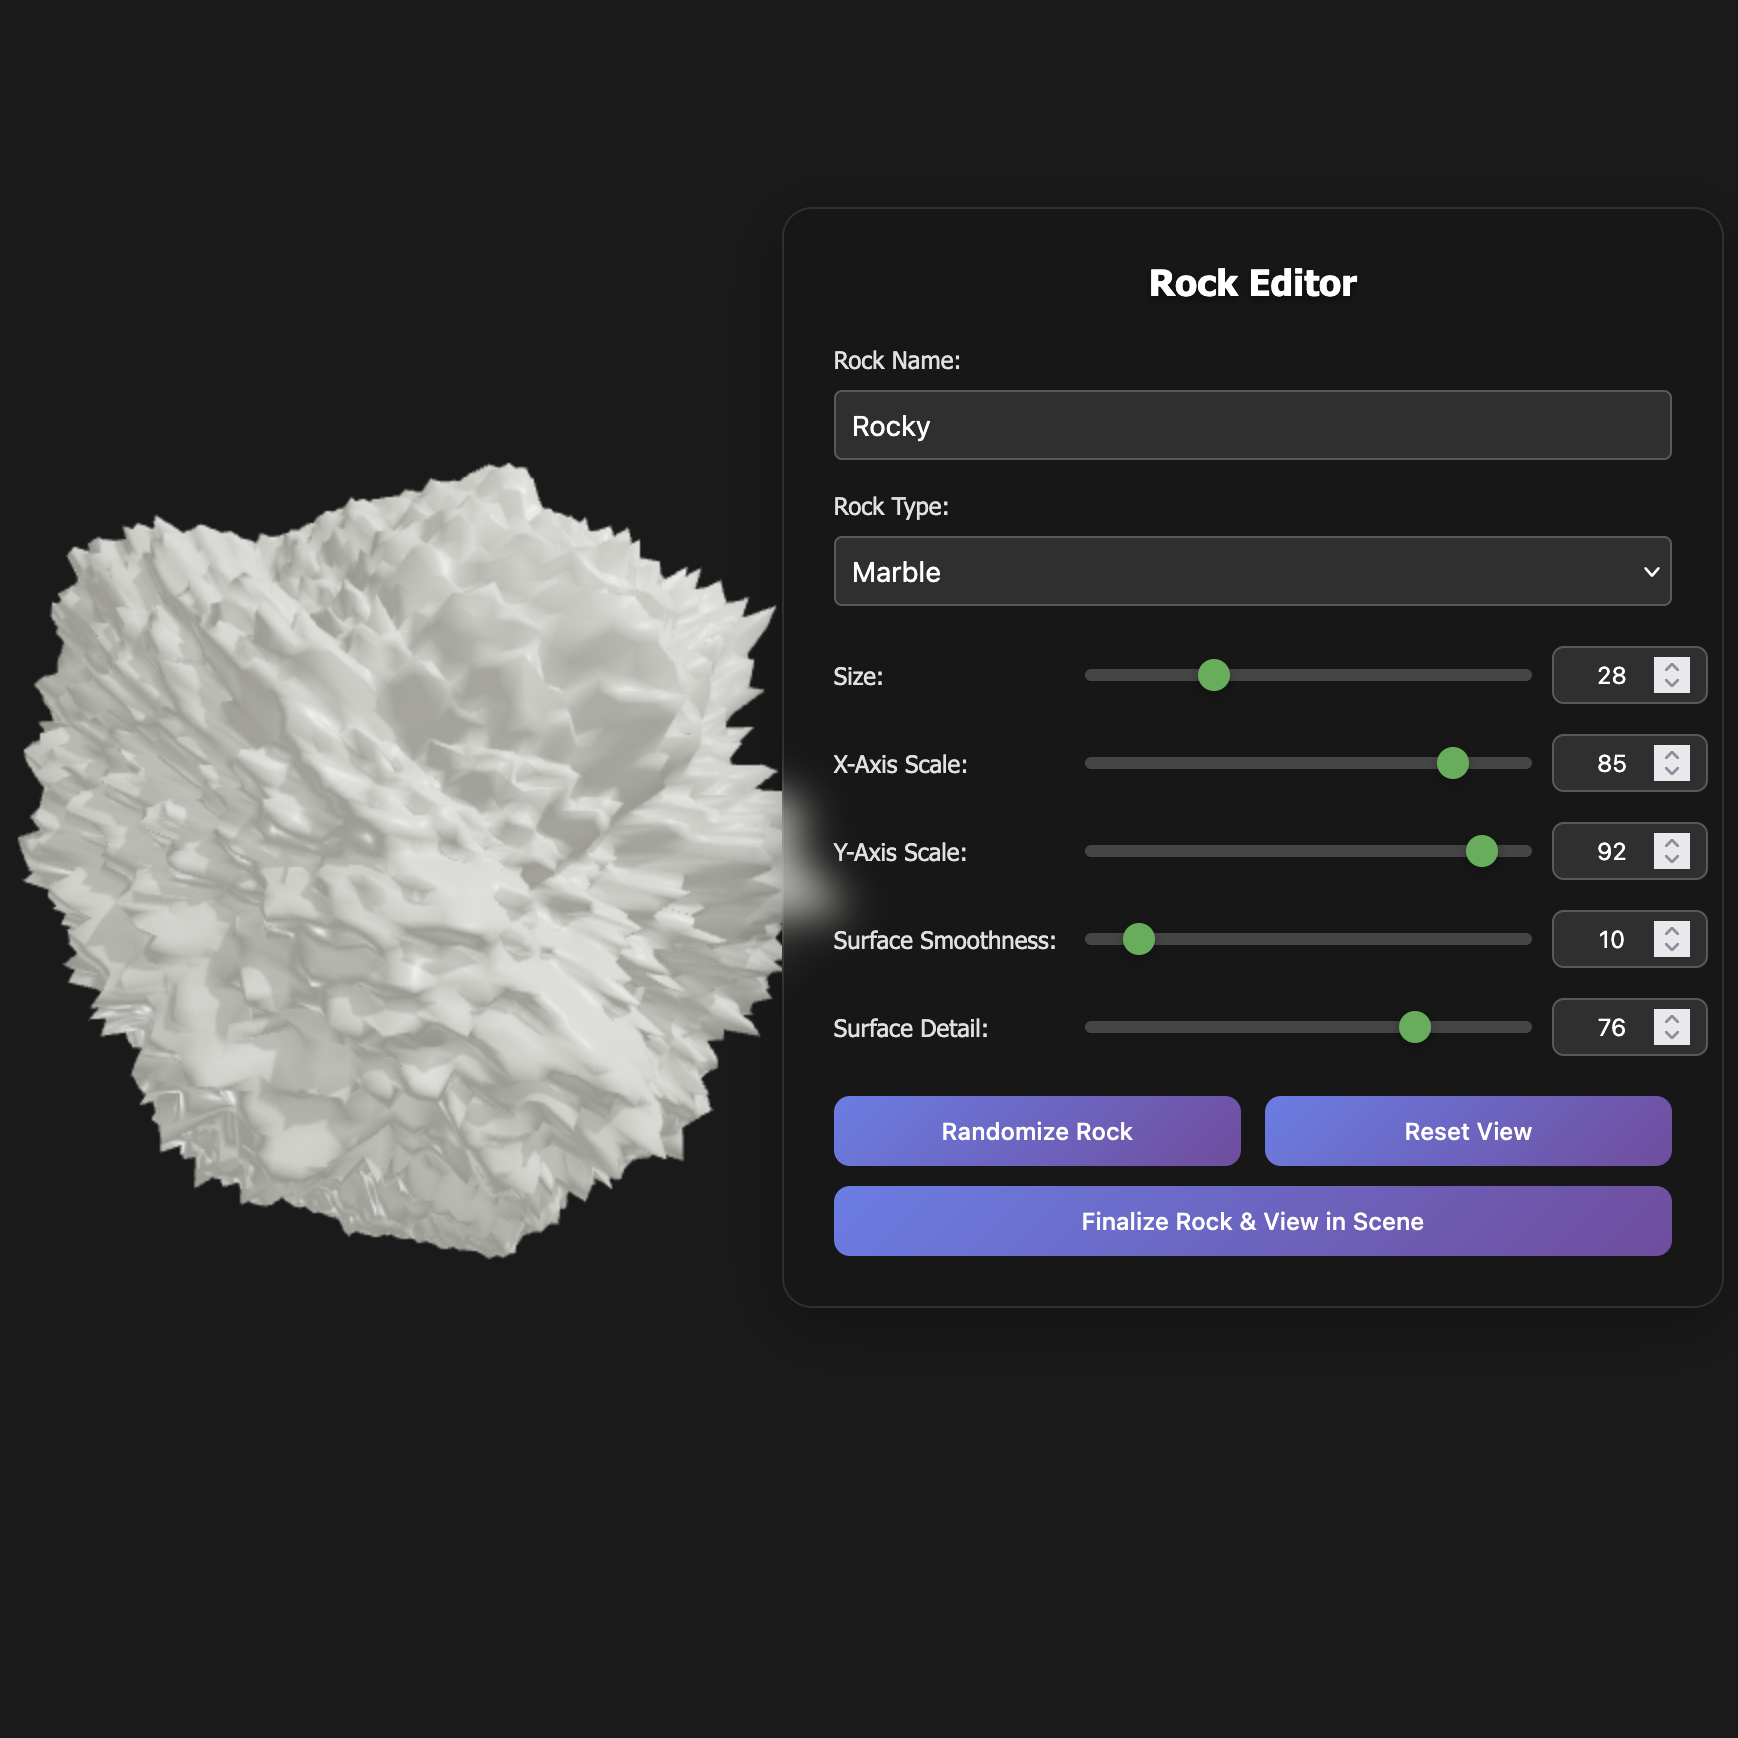 Rock Editor
Rock Name:
Rocky
Rock Type:
Marble
Size: 28
X-Axis Scale: 85
Y-Axis Scale: 92
Surface Smoothness: 10
Surface Detail: 76
Randomize Rock Reset View
Finalize Rock & View in Scene